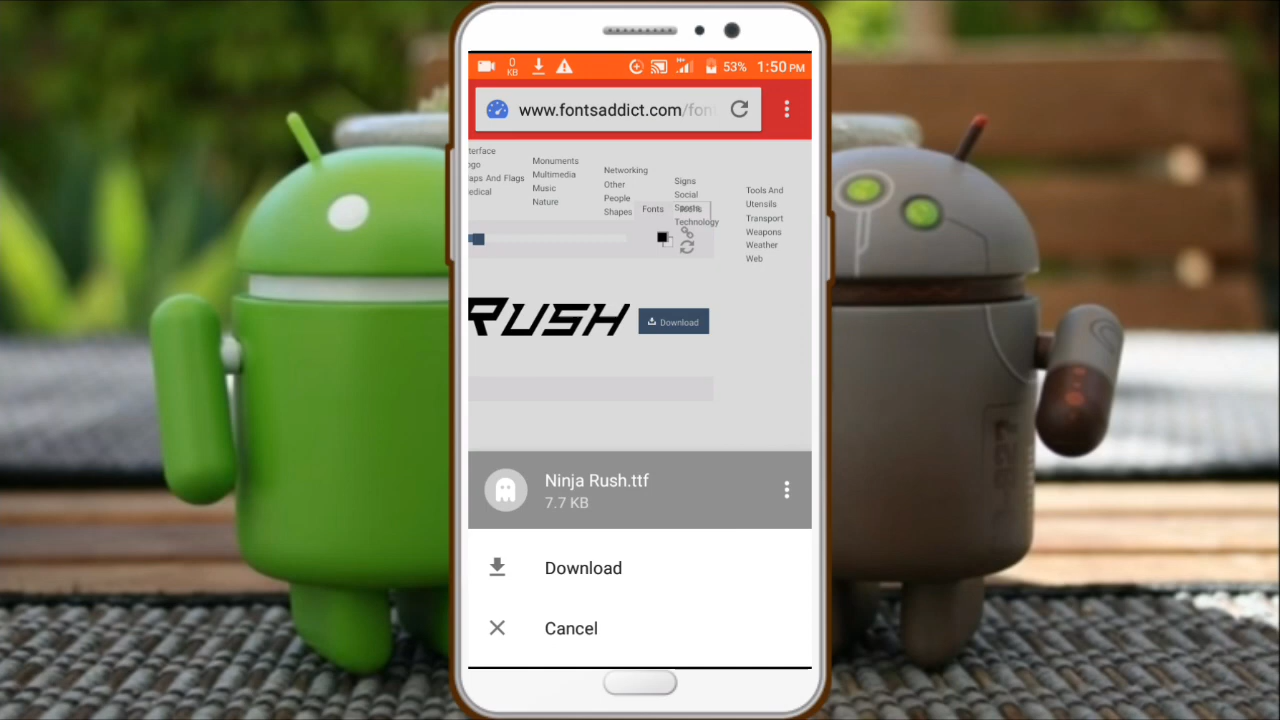 0
KB
53% 1:50 PM
www.fontsaddict.com/fon
terface
ogo
aps And Flags
edical
Monuments
Multimedia
Music
Nature
Networking
Other
People
Shapes
Signs
Social
Sports
Technology
Tools And
Utensils
Transport
Weapons
Weather
Web
Fonts
RUSH
Download
Ninja Rush.ttf
7.7 KB
Download
Cancel